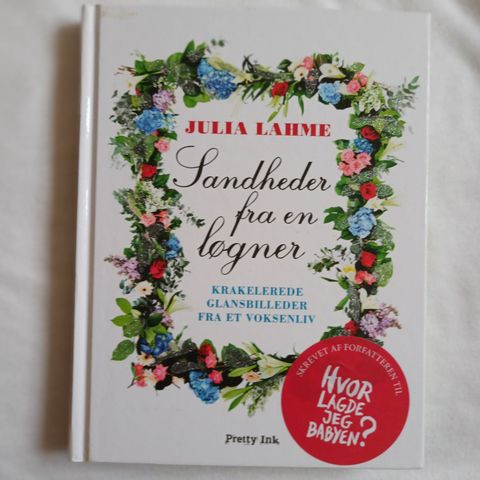 JULIA LAHME
Sandheder
fra en
løgner
KRAKELEREDE
GLANSBILLEDER
FRA ET VOKSENLIV
SKREVET AF FORFATTEREN TIL
HVOR
LAGDE
JEG
BABYEN?
Pretty Ink